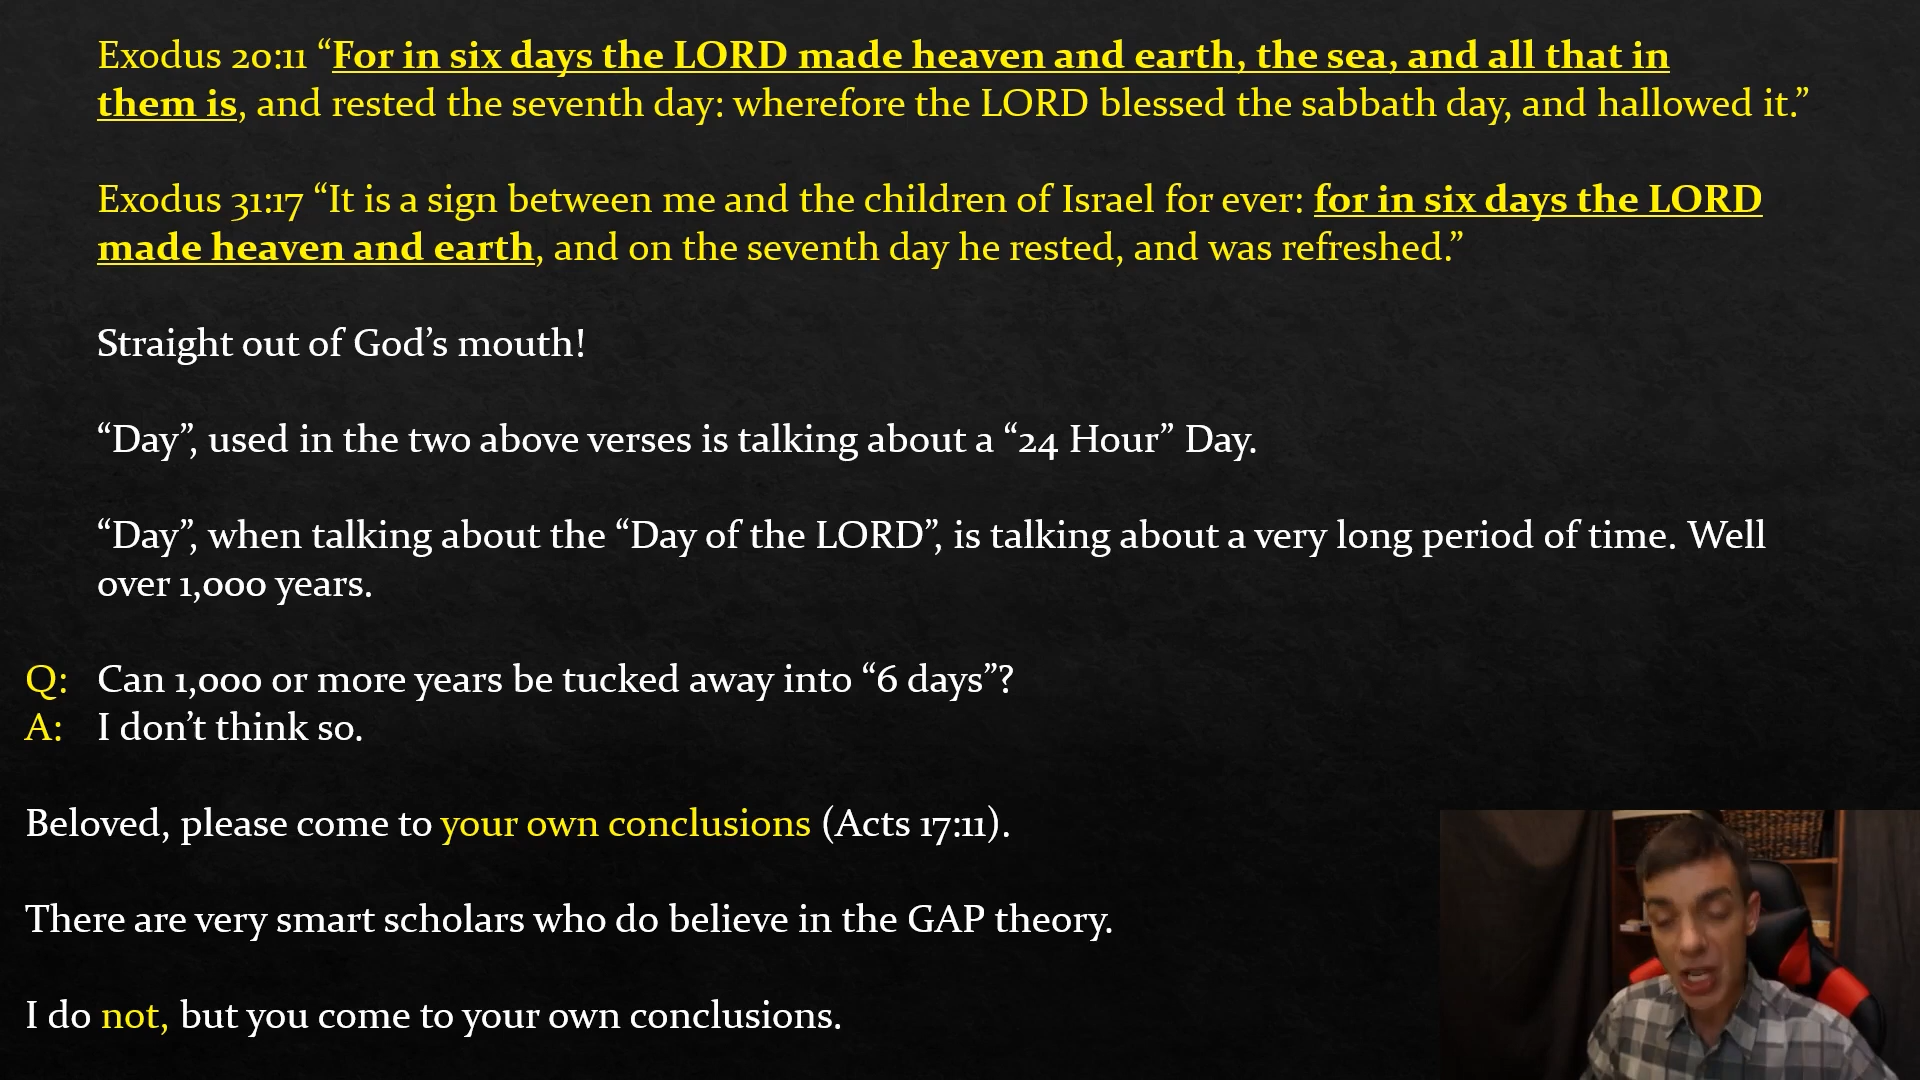 Exodus 20:11 “For in six days the LORD made heaven and earth, the sea, and all that in
them is, and rested the seventh day: wherefore the LORD blessed the sabbath day, and hallowed it.”
Exodus 31:17 “It is a sign between me and the children of Israel for ever: for in six days the LORD
made heaven and earth, and on the seventh day he rested, and was refreshed.”
Straight out of God’s mouth!
“Day”, used in the two above verses is talking about a “24 Hour” Day.
“Day”, when talking about the “Day of the LORD”, is talking about a very long period of time. Well
over 1,000 years.
Q: Can 1,000 or more years be tucked away into “6 days”?
A: I don’t think so.
Beloved, please come to your own conclusions (Acts 17:11).
There are very smart scholars who do believe in the GAP theory.
I do not, but you come to your own conclusions.